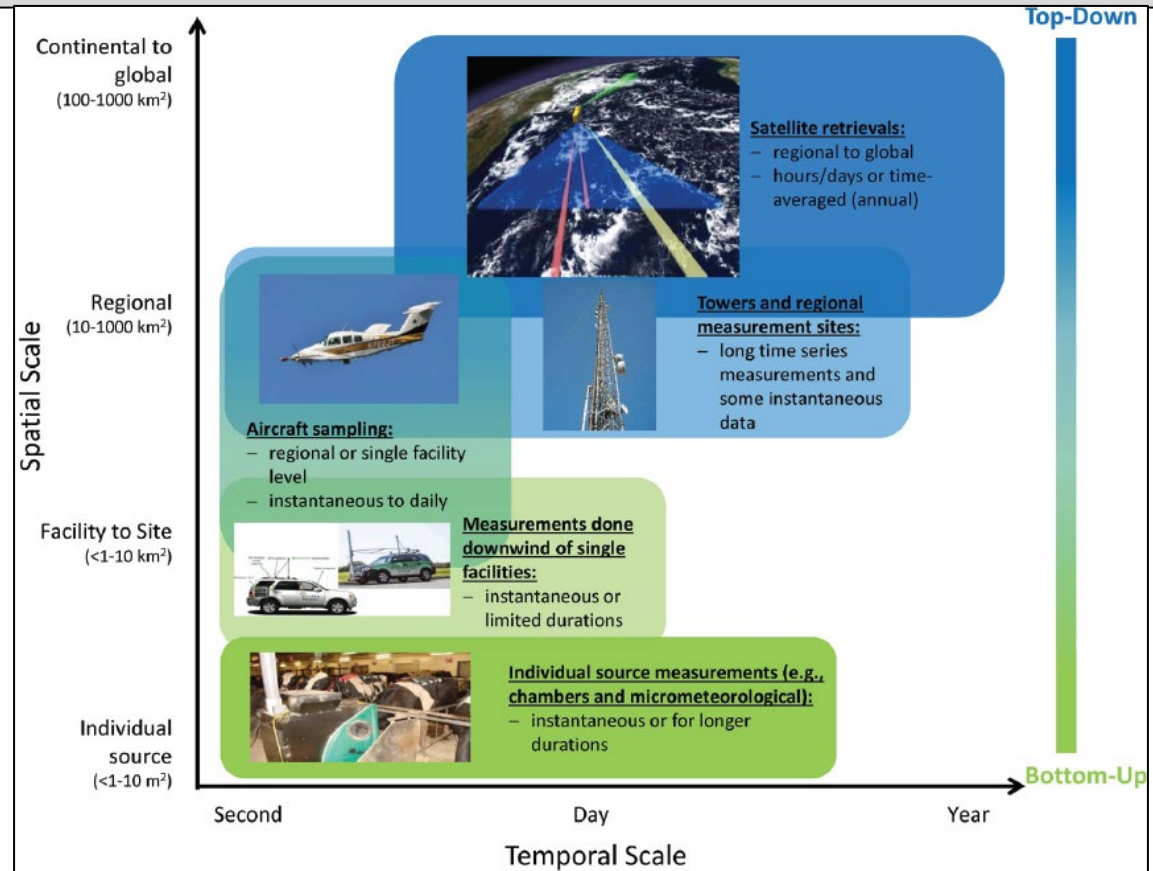 Top-Down
Continental to
global
(100-1000 km²)
Satellite retrievals:
– regional to global
– hours/days or time-
averaged (annual)
Regional
(10-1000 km²)
Towers and regional
measurement sites:
– long time series
measurements and
some instantaneous
data
Spatial Scale
Aircraft sampling:
– regional or single facility
level
– instantaneous to daily
Facility to Site
(<1-10 km²)
Measurements done
downwind of single
facilities:
– instantaneous or
limited durations
Individual source measurements (e.g.,
chambers and micrometeorological):
– instantaneous or for longer
durations
Individual
source
(<1-10 m²)
Bottom-Up
Second
Day
Year
Temporal Scale